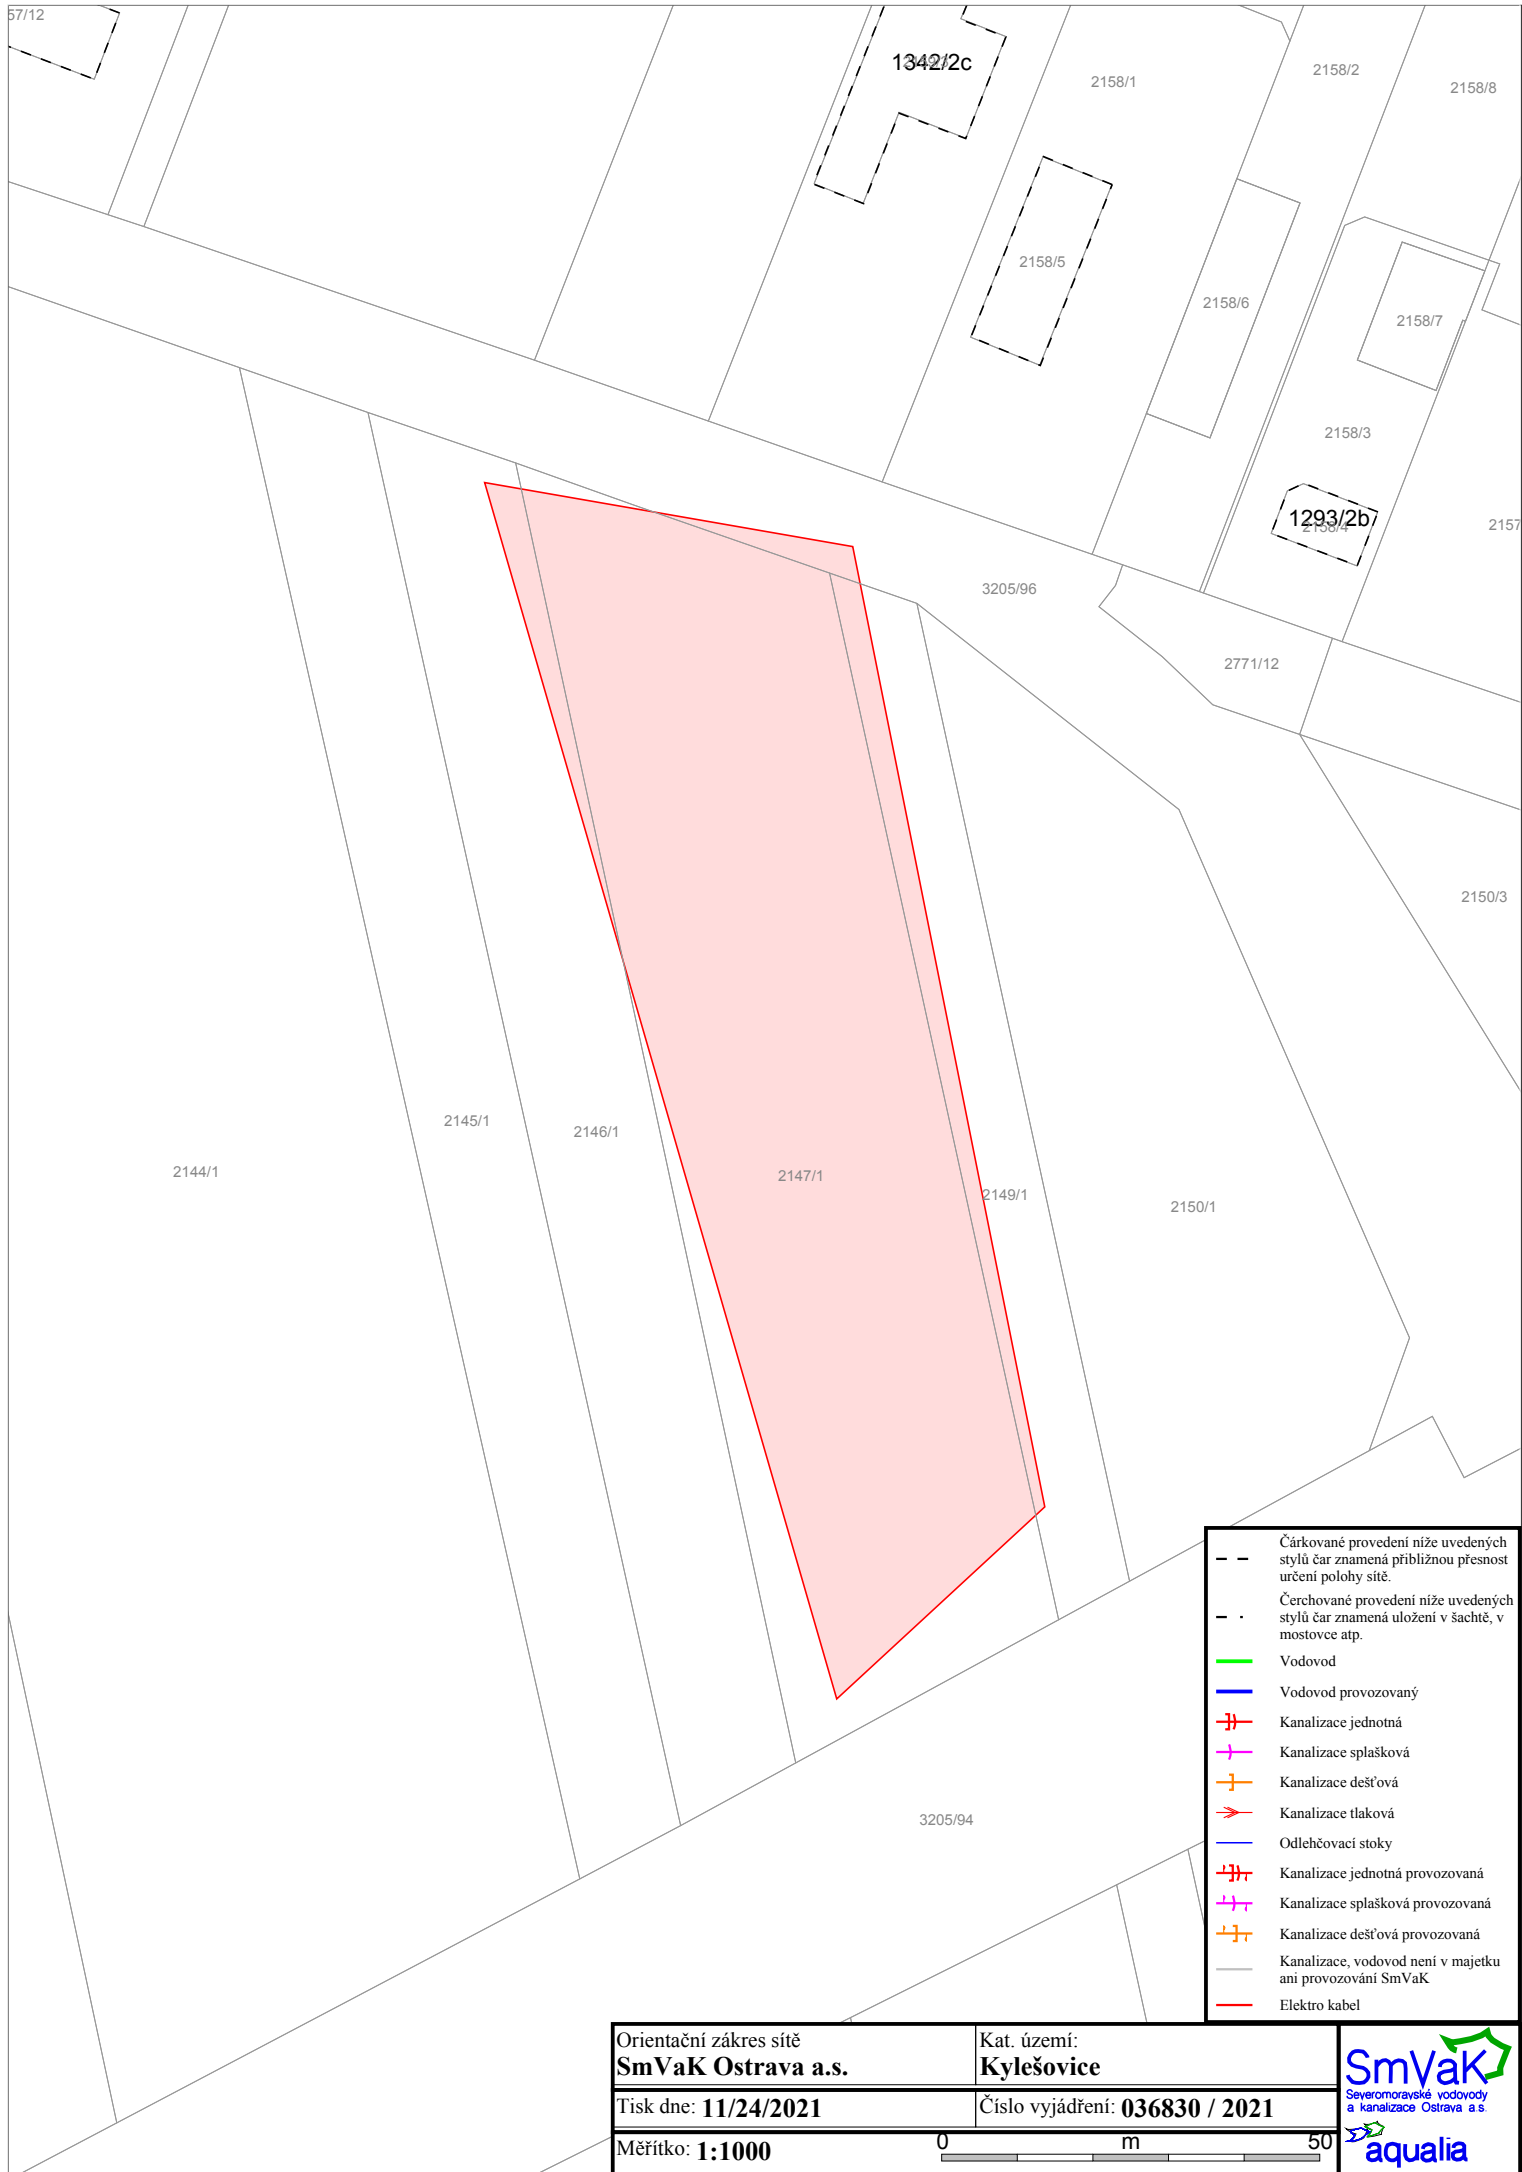 57/12
1342/2c
2158/1
2158/2
2158/8
2158/5
2158/6
2158/7
2158/3
1293/2b
2158/4
2157
3205/96
2771/12
2150/3
2145/1
2146/1
2144/1
2147/1
2149/1
2150/1
3205/94
Čárkované provedení níže uvedených
stylů čar znamená přibližnou přesnost
určení polohy sítě.
Čerchované provedení níže uvedených
stylů čar znamená uložení v šachtě, v
mostovce atp.
Vodovod
Vodovod provozovaný
Kanalizace jednotná
Kanalizace splašková
Kanalizace dešťová
Kanalizace tlaková
Odlehčovací stoky
Kanalizace jednotná provozovaná
Kanalizace splašková provozovaná
Kanalizace dešťová provozovaná
Kanalizace, vodovod není v majetku
ani provozování SmVaK
Elektro kabel
Orientační zákres sítě
SmVaK Ostrava a.s.
Kat. území:
Kylešovice
Tisk dne: 11/24/2021
Číslo vyjádření: 036830 / 2021
Měřítko: 1:1000
0 m 50
SmVaK
Severomoravské vodovody
a kanalizace Ostrava a.s.
aqualia